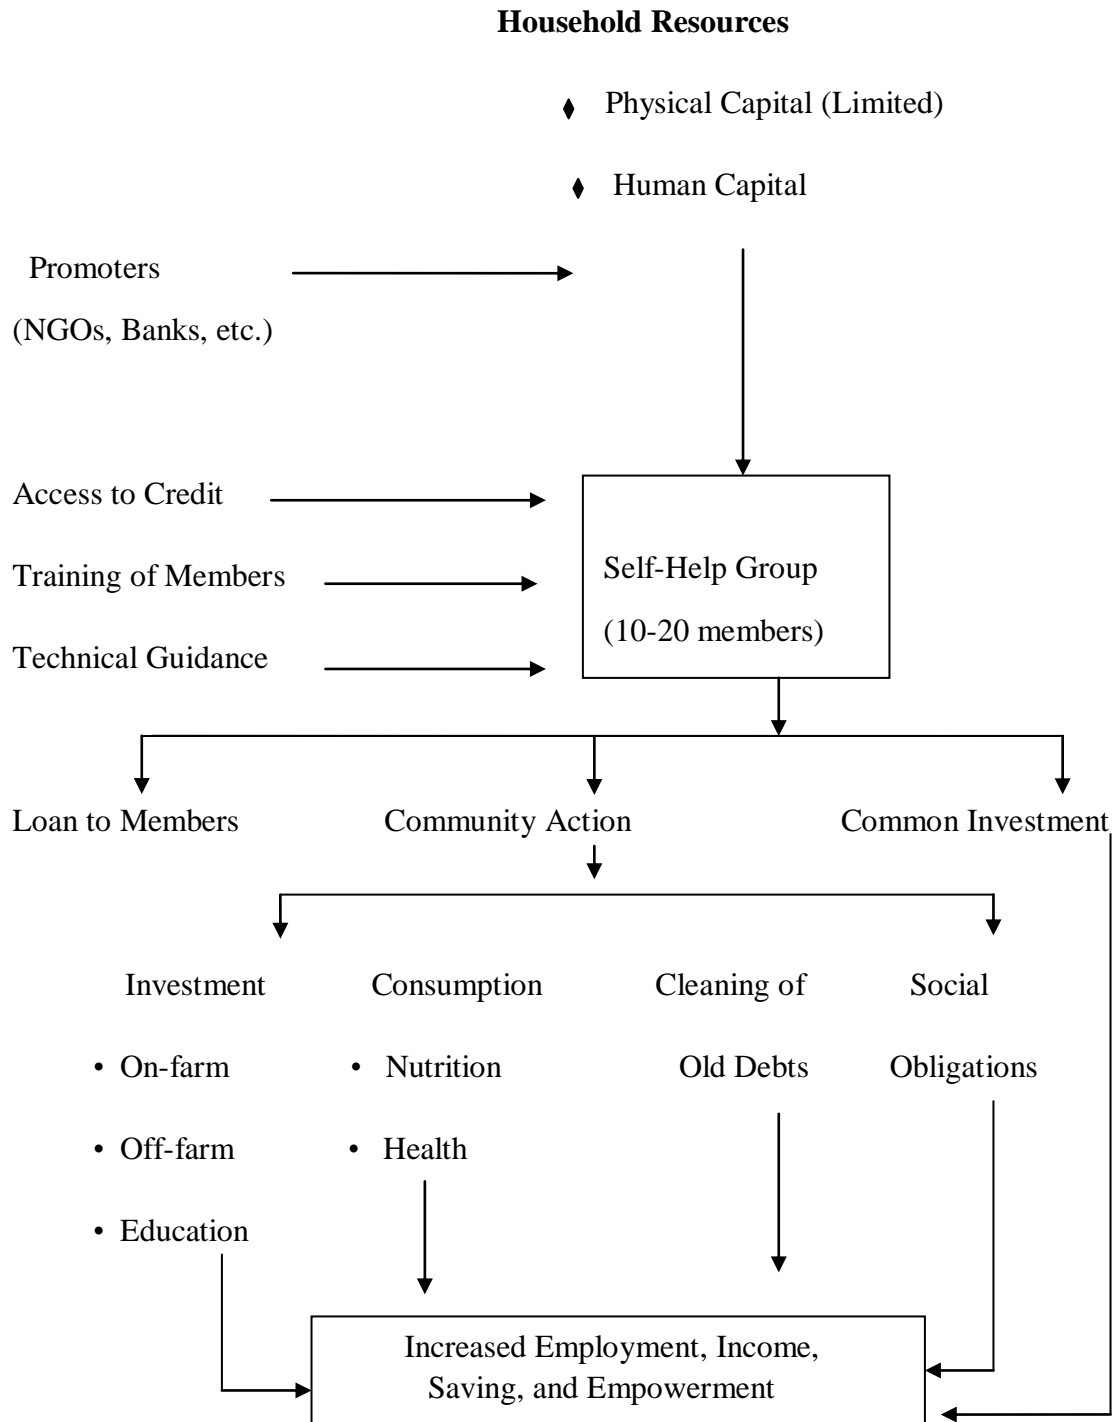 Household Resources
♦ Physical Capital (Limited)
♦ Human Capital
Promoters
(NGOs, Banks, etc.)
Access to Credit
Training of Members
Technical Guidance
Self-Help Group
(10-20 members)
Loan to Members Community Action Common Investment
Investment Consumption Cleaning of Social
• On-farm • Nutrition Old Debts Obligations
• Off-farm • Health
• Education
Increased Employment, Income,
Saving, and Empowerment